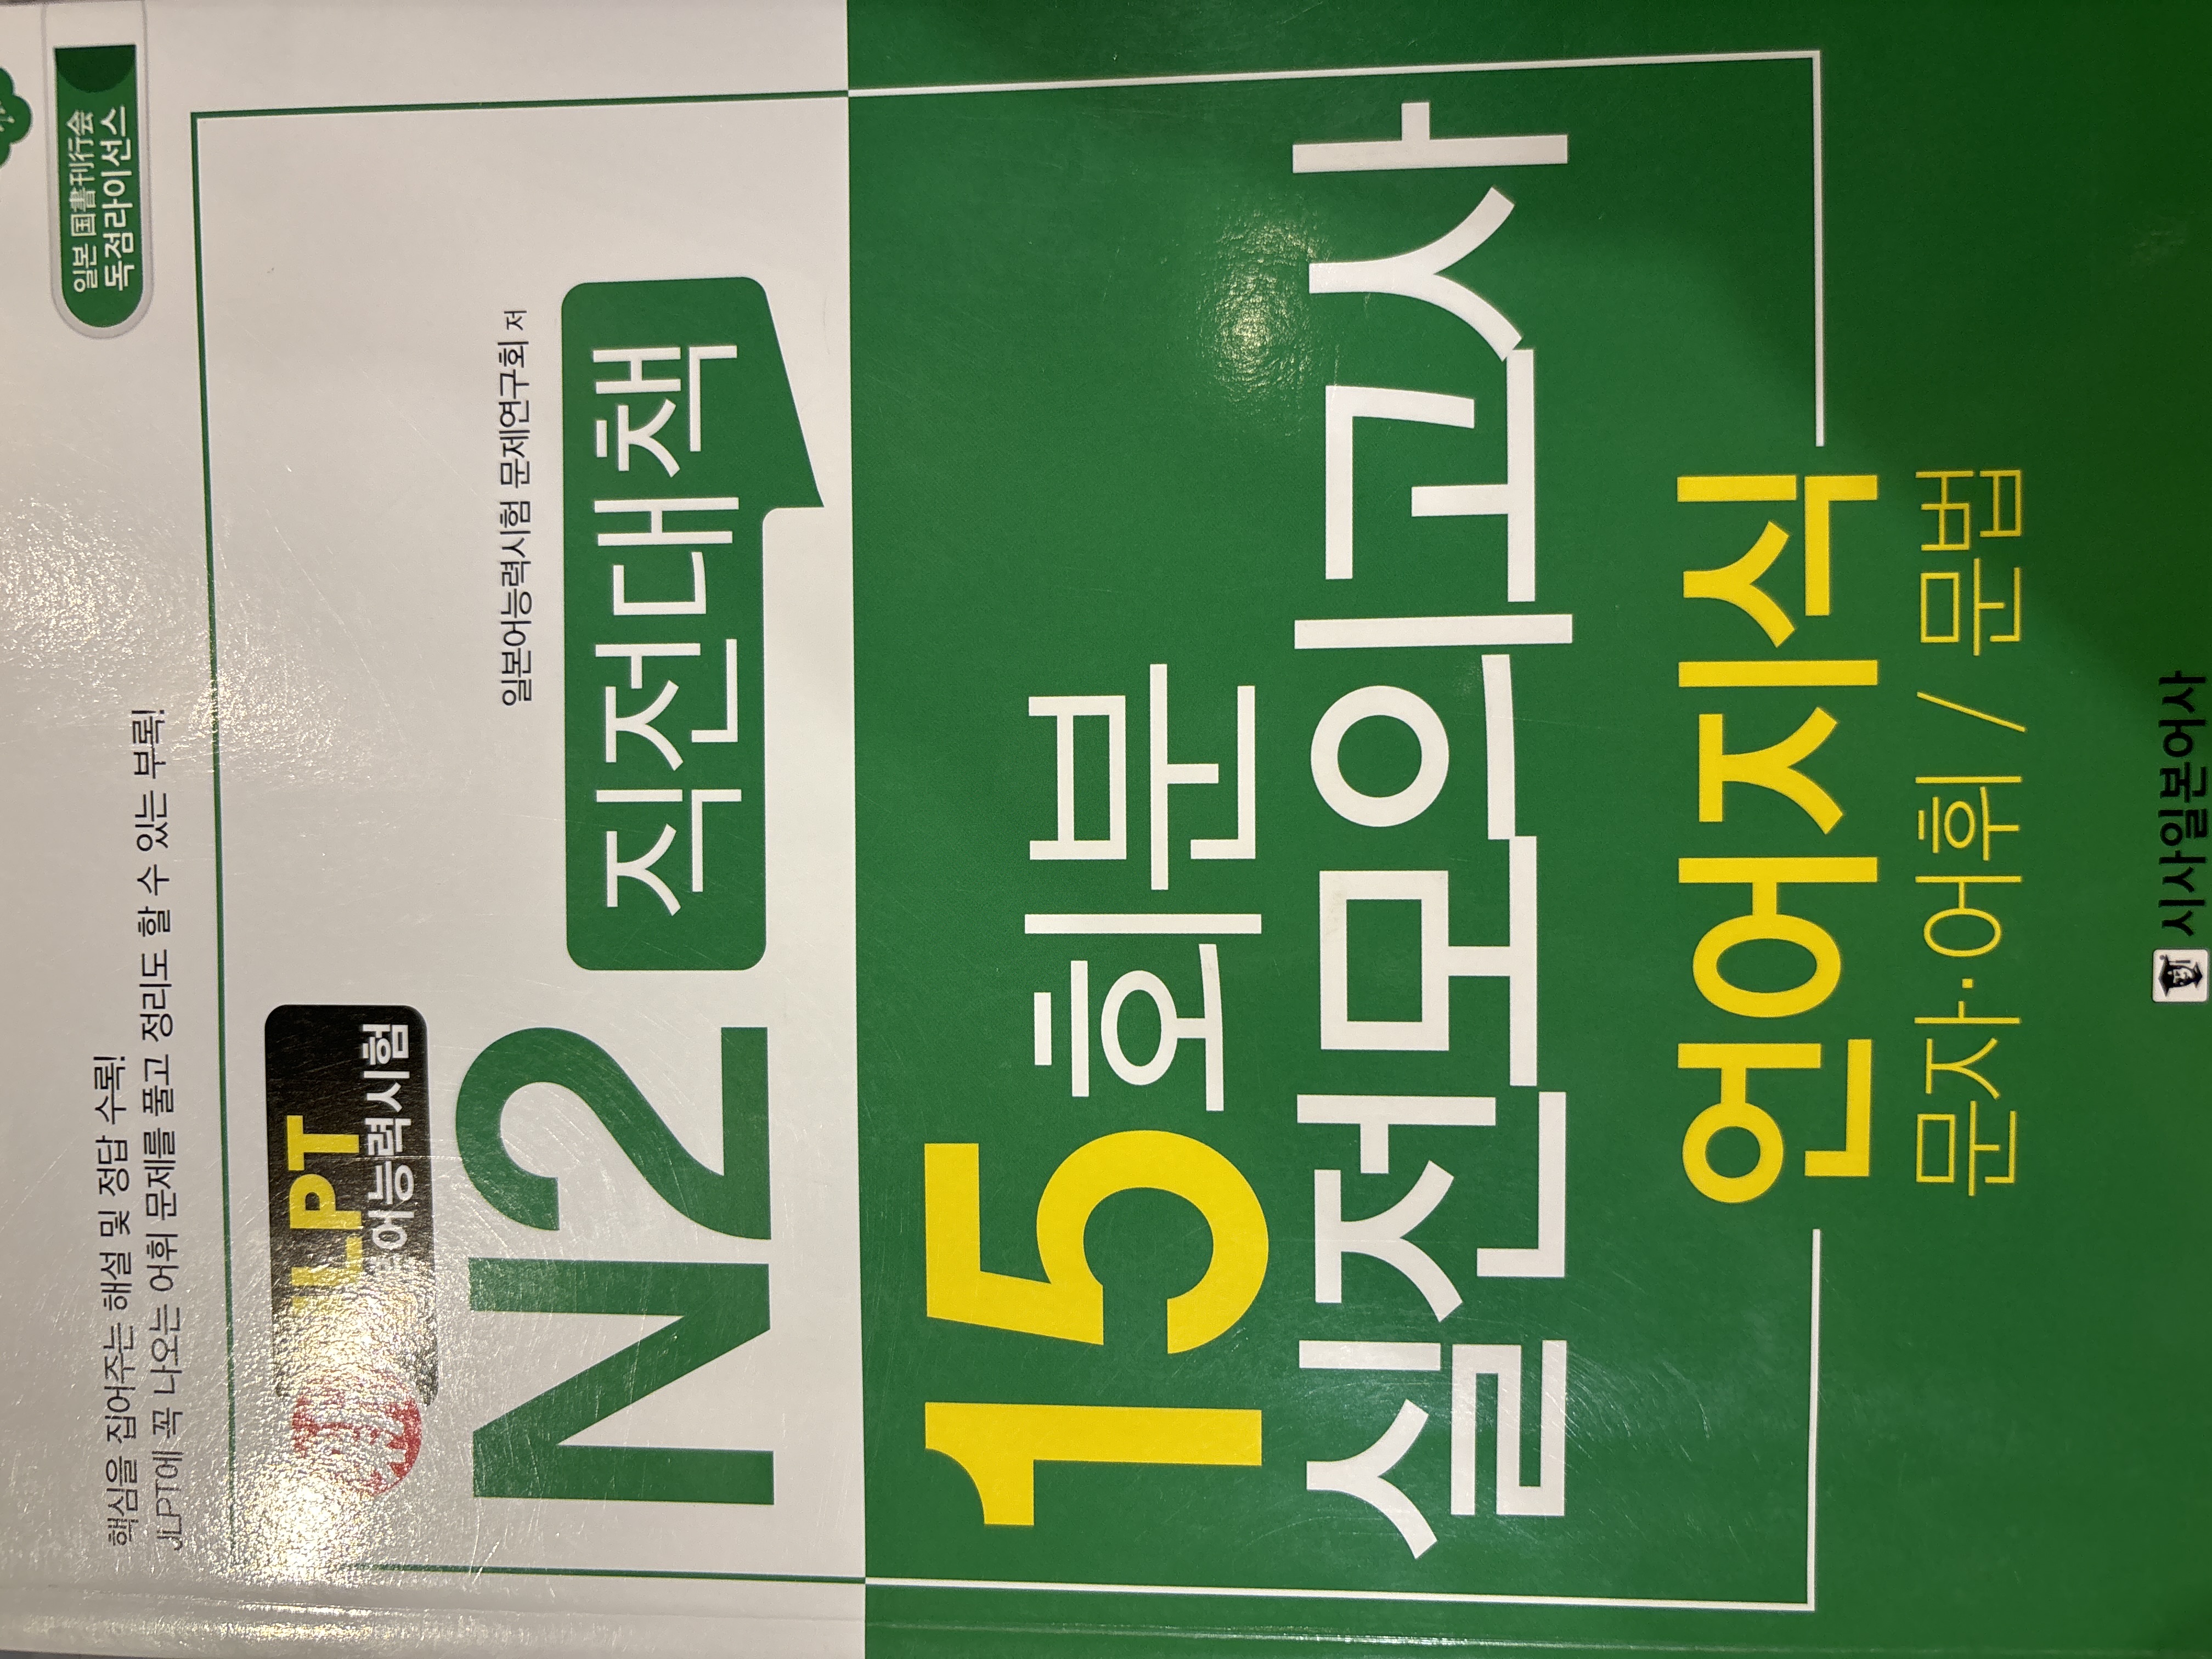 핵심을 집어주는 해설 및 정답 수록!
JLPT에 꼭 나오는 어휘 문제를 풀고 정리도 할 수 있는 부록!
일본 国書刊行会
독점라이선스
JLPT
어능력시험
일본어능력시험 문제연구회 저
N2 직전대책
15회분
실전모의고사
언어지식
문자·어휘 / 문법
시사일본어사